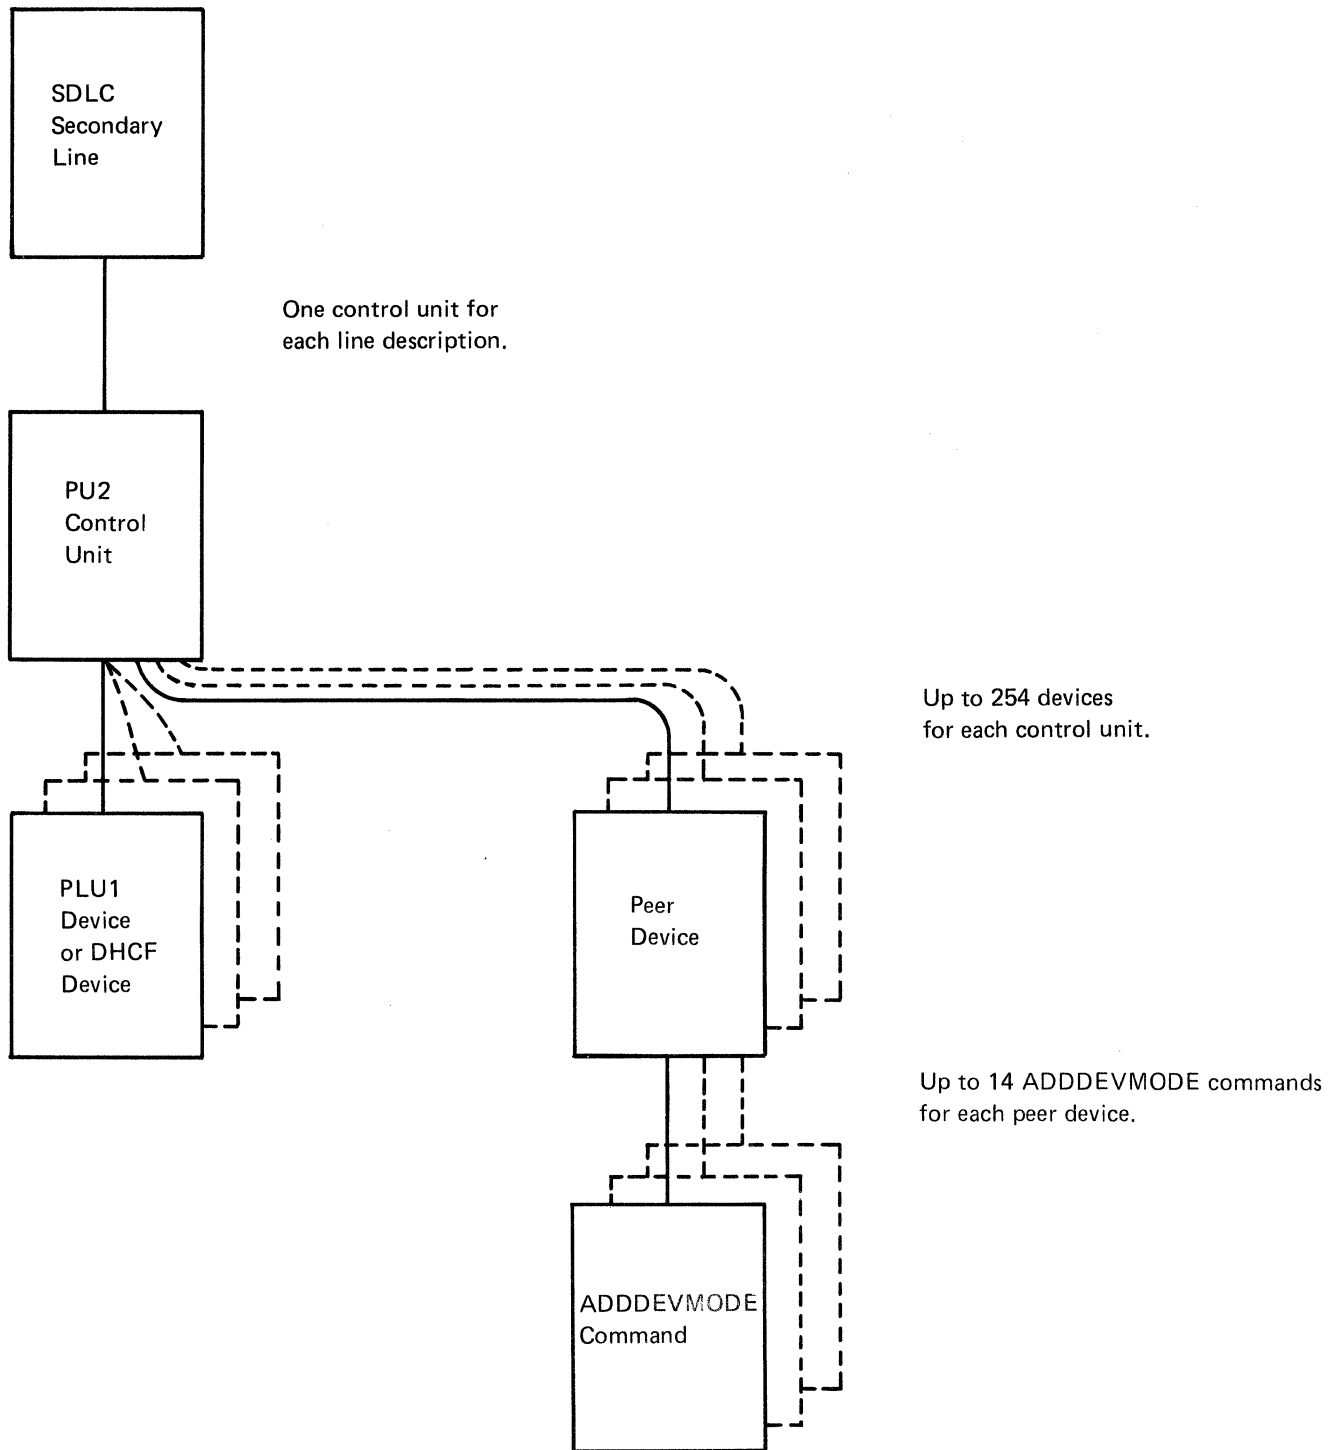 SDLC
Secondary
Line
One control unit for
each line description.
PU2
Control
Unit
Up to 254 devices
for each control unit.
PLU1
Device
or DHCF
Device
Peer
Device
Up to 14 ADDDEVMODE commands
for each peer device.
ADDDEVMODE
Command